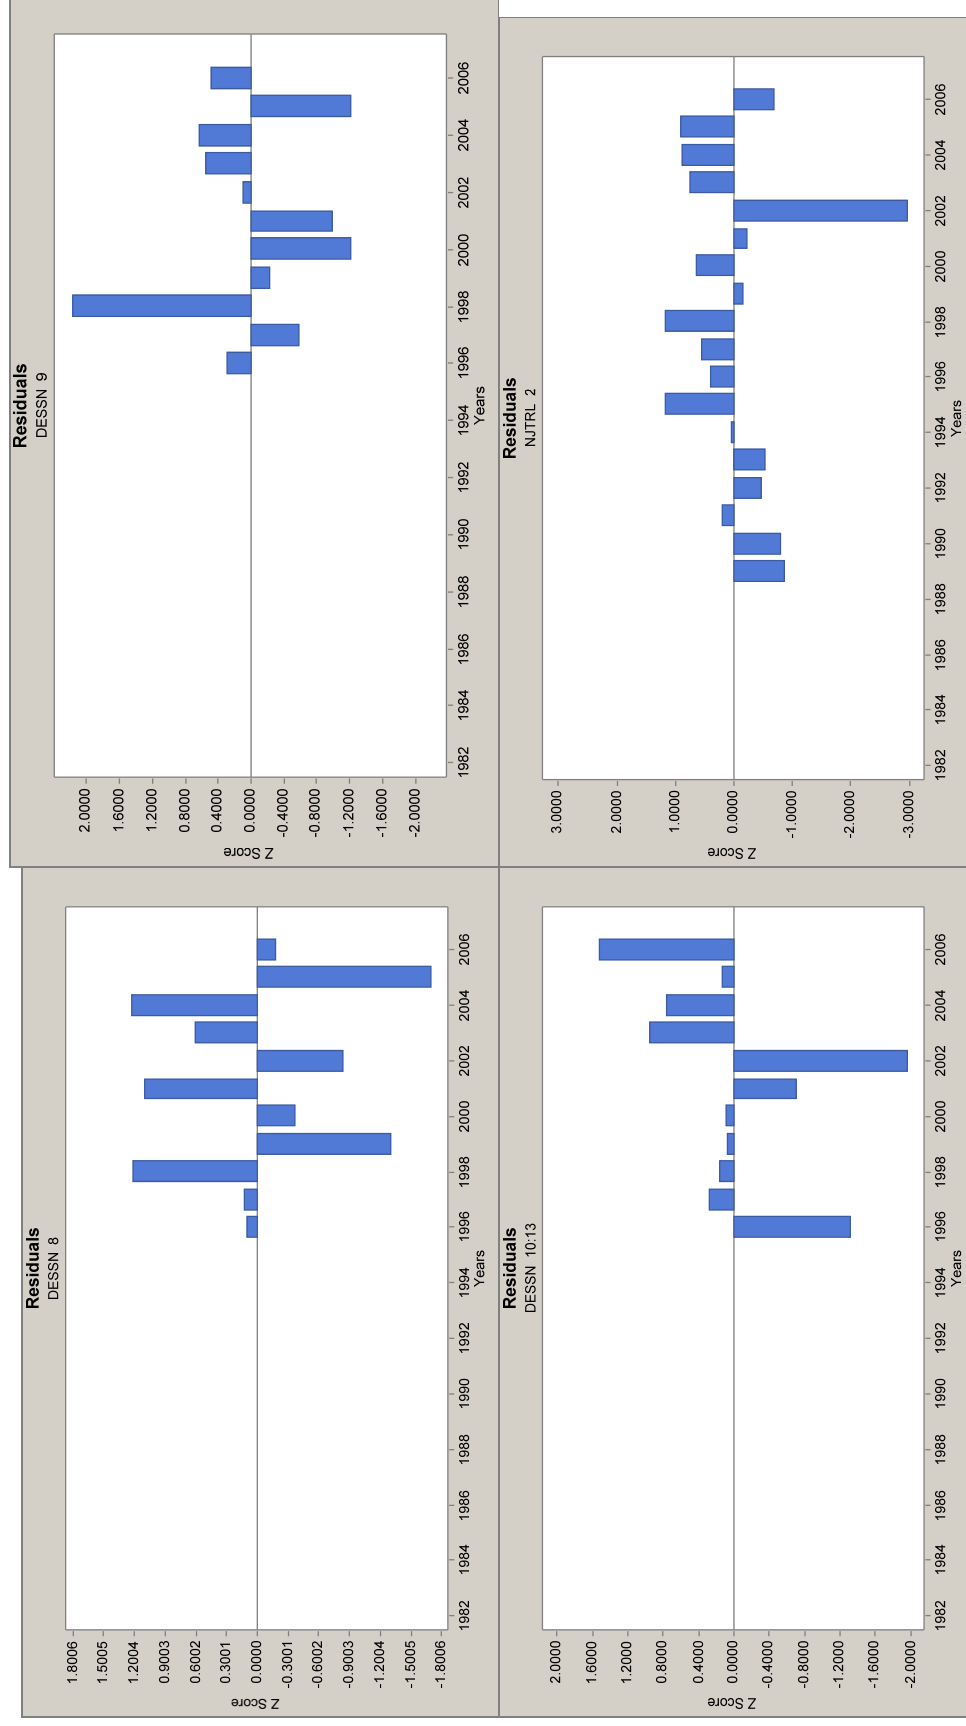 Residuals
DESSN 8
Z Score
1.8006
1.5005
1.2004
0.9003
0.6002
0.3001
0.0000
-0.3001
-0.6002
-0.9003
-1.2004
-1.5005
-1.8006
1982 1984 1986 1988 1990 1992 1994 1996 1998 2000 2002 2004 2006
Years
Residuals
DESSN 9
Z Score
2.0000
1.6000
1.2000
0.8000
0.4000
0.0000
-0.4000
-0.8000
-1.2000
-1.6000
-2.0000
1982 1984 1986 1988 1990 1992 1994 1996 1998 2000 2002 2004 2006
Years
Residuals
DESSN 10:13
Z Score
2.0000
1.6000
1.2000
0.8000
0.4000
0.0000
-0.4000
-0.8000
-1.2000
-1.6000
-2.0000
1982 1984 1986 1988 1990 1992 1994 1996 1998 2000 2002 2004 2006
Years
Residuals
NJTRL 2
Z Score
3.0000
2.0000
1.0000
0.0000
-1.0000
-2.0000
-3.0000
1982 1984 1986 1988 1990 1992 1994 1996 1998 2000 2002 2004 2006
Years